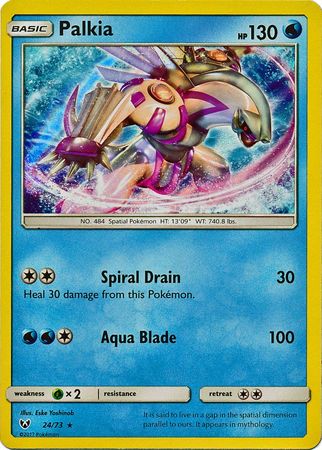 BASIC Palkia HP 130
NO. 484 Spatial Pokémon HT: 13'09" WT: 740.8 lbs.
Spiral Drain 30
Heal 30 damage from this Pokémon.
Aqua Blade 100
weakness × 2 resistance retreat
Illus. Eske Yoshinob
24/73 ★
©2017 Pokémon
It is said to live in a gap in the spatial dimension
parallel to ours. It appears in mythology.